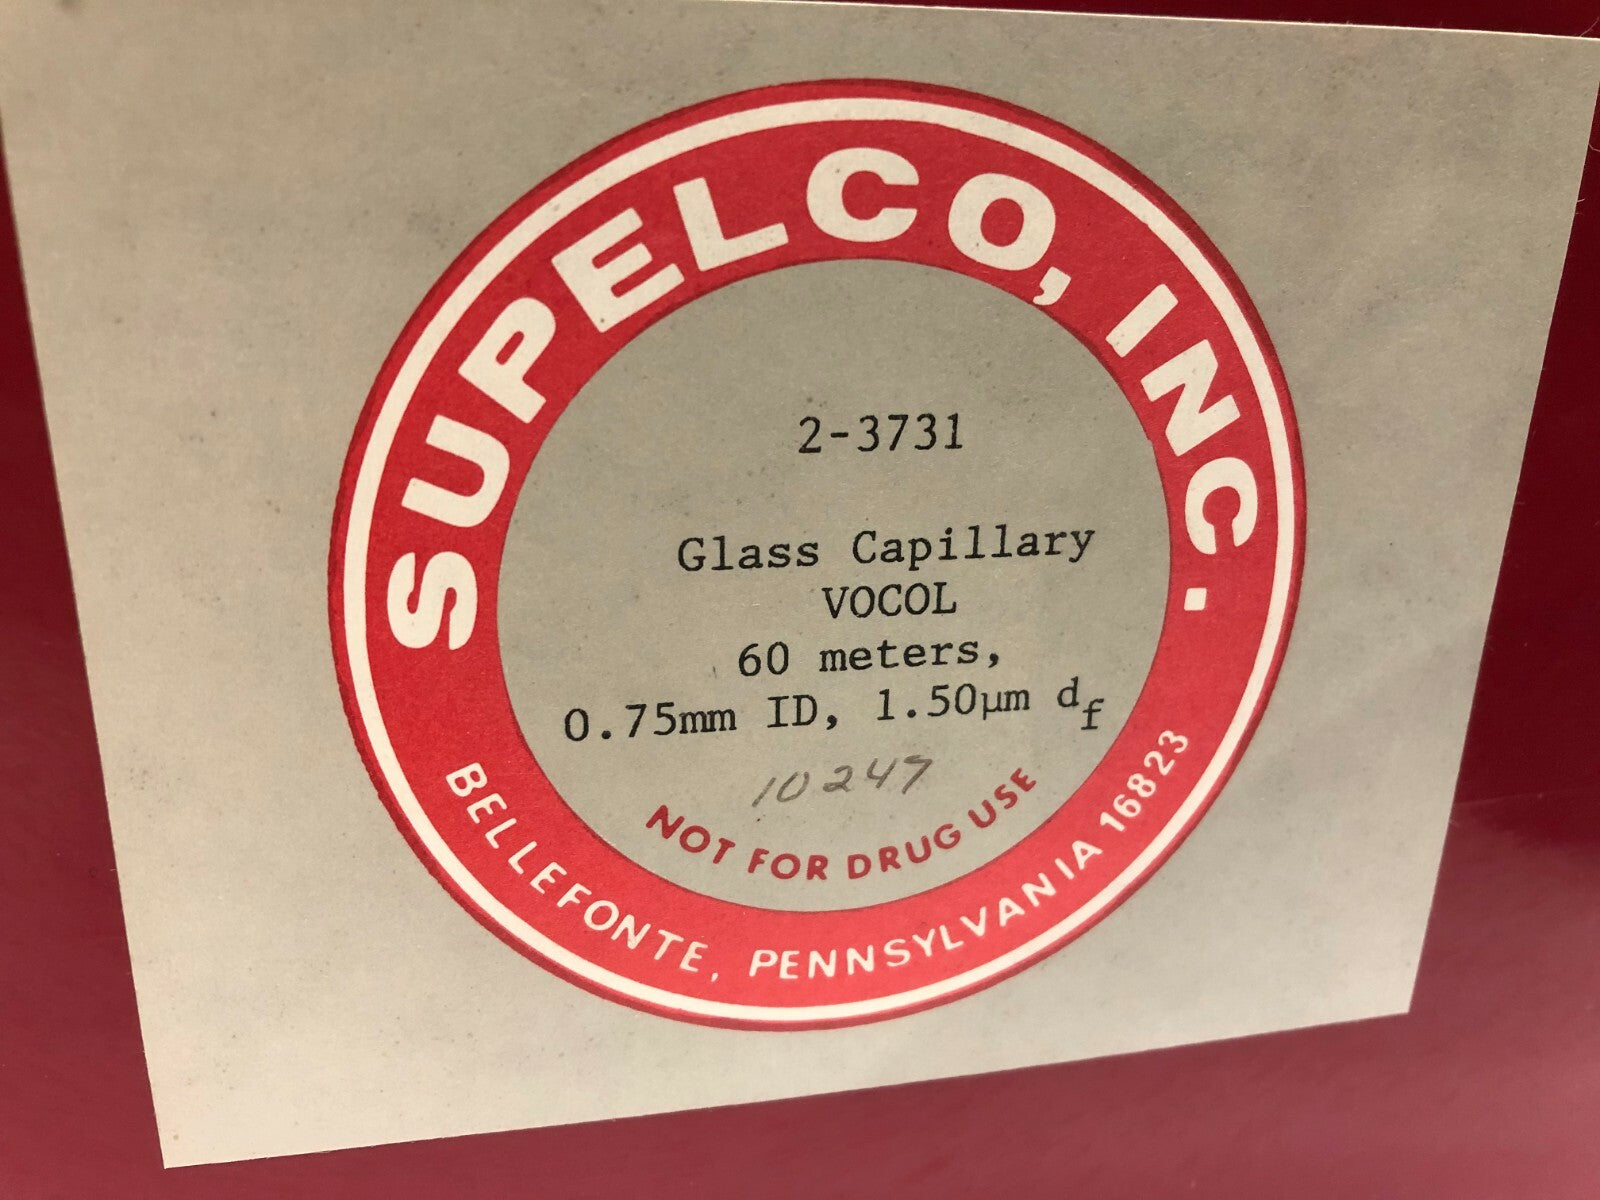 SUPELCO, INC.
2-3731
Glass Capillary
VOCOL
60 meters,
0.75mm ID, 1.50µm df
10247
NOT FOR DRUG USE
BELLEFONTE, PENNSYLVANIA 16823